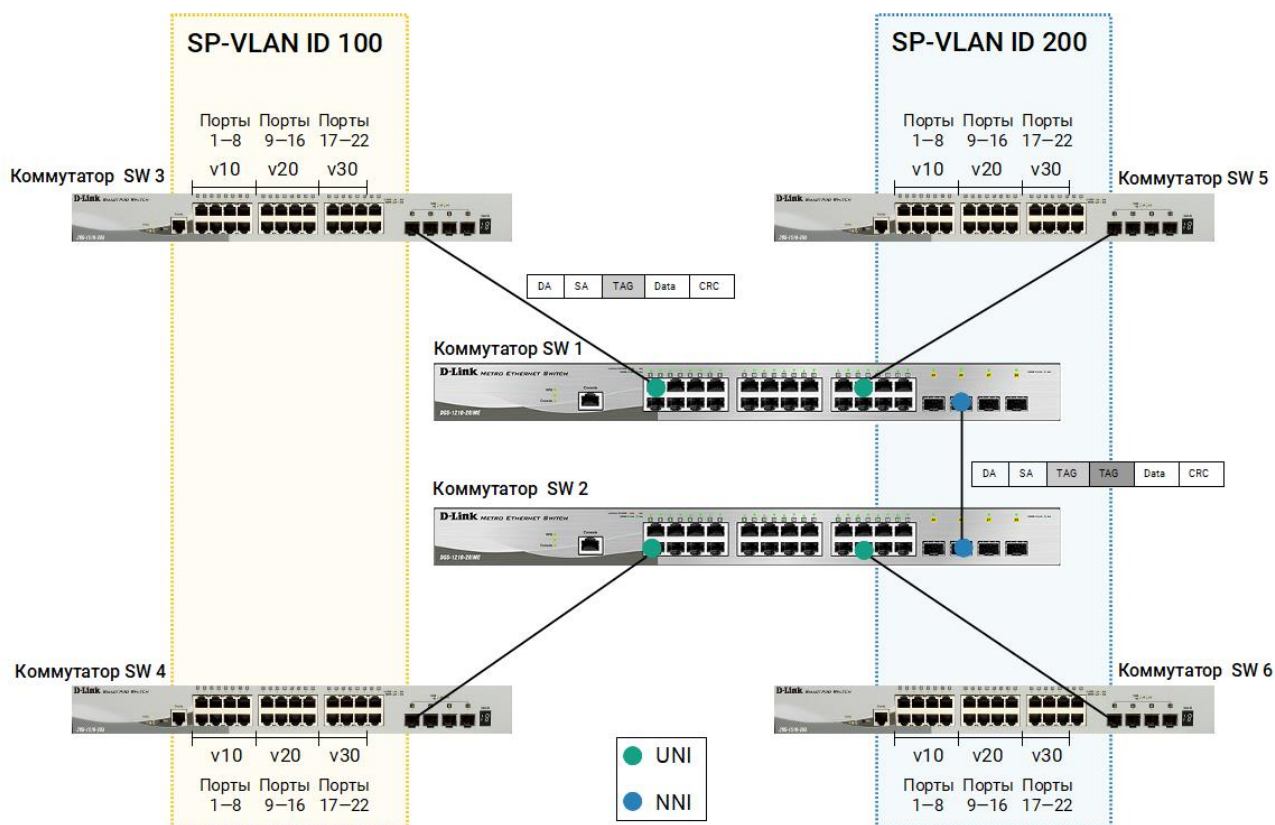 SP-VLAN ID 100
SP-VLAN ID 200
Порты Порты Порты
1–8 9–16 17–22
v10 v20 v30
Порты Порты Порты
1–8 9–16 17–22
v10 v20 v30
Коммутатор SW 3
Коммутатор SW 5
D-Link
D-Link
DA SA TAG Data CRC
Коммутатор SW 1
D-Link METRO ETHERNET SWITCH
Console
DA SA TAG TAG Data CRC
Коммутатор SW 2
D-Link METRO ETHERNET SWITCH
Console
Коммутатор SW 4
Коммутатор SW 6
D-Link
D-Link
v10 v20 v30
Порты Порты Порты
1–8 9–16 17–22
v10 v20 v30
Порты Порты Порты
1–8 9–16 17–22
UNI
NNI